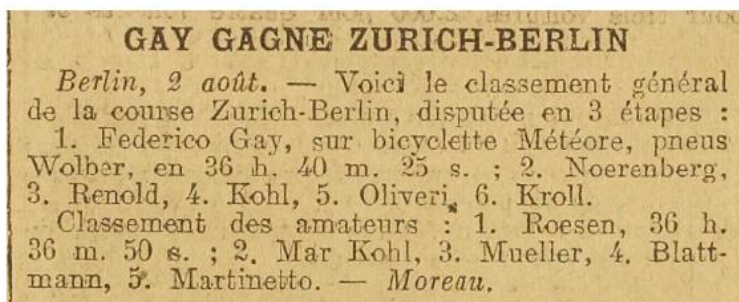 GAY GAGNE ZURICH-BERLIN
Berlin, 2 août. — Voici le classement général
de la course Zurich-Berlin, disputée en 3 étapes :
1. Federico Gay, sur bicyclette Météore, pneus
Wolber, en 36 h. 40 m. 25 s. ; 2. Noerenberg,
3. Renold, 4. Kohl, 5. Oliveri, 6. Kroll.
Classement des amateurs : 1. Roesen, 36 h.
36 m. 50 s. ; 2. Mar Kohl, 3. Mueller, 4. Blatt-
mann, 5. Martinetto. — Moreau.